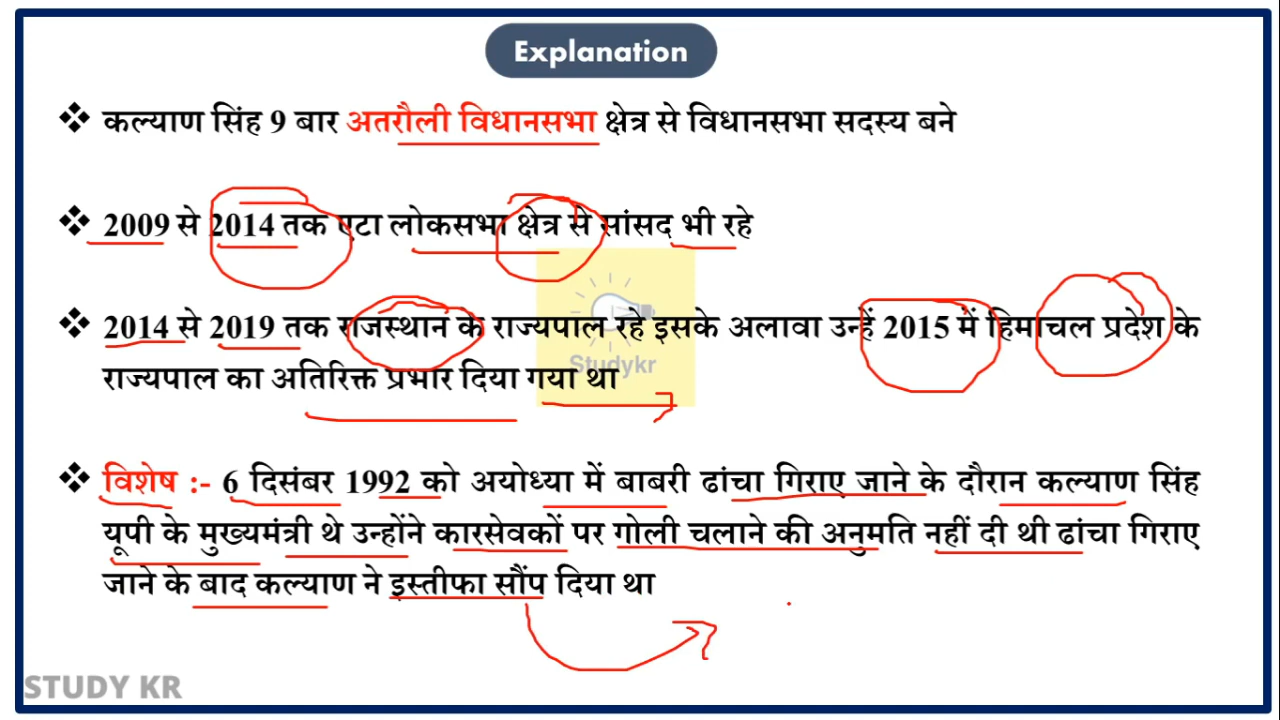 Explanation
❖ कल्याण सिंह 9 बार अतरौली विधानसभा क्षेत्र से विधानसभा सदस्य बने
❖ 2009 से 2014 तक एटा लोकसभा क्षेत्र से सांसद भी रहे
❖ 2014 से 2019 तक राजस्थान के राज्यपाल रहे इसके अलावा उन्हें 2015 में हिमाचल प्रदेश के
राज्यपाल का अतिरिक्त प्रभार दिया गया था
Studykr
❖ विशेष :- 6 दिसंबर 1992 को अयोध्या में बाबरी ढांचा गिराए जाने के दौरान कल्याण सिंह
यूपी के मुख्यमंत्री थे उन्होंने कारसेवकों पर गोली चलाने की अनुमति नहीं दी थी ढांचा गिराए
जाने के बाद कल्याण ने इस्तीफा सौंप दिया था
STUDY KR